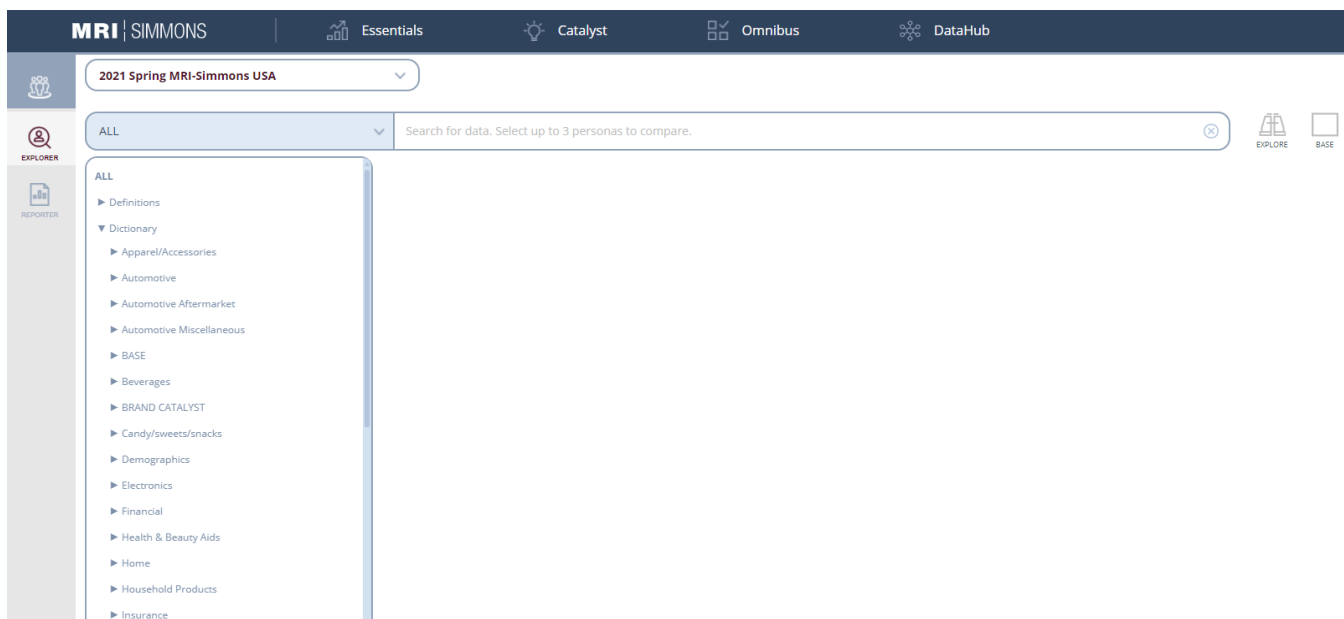 MRI SIMMONS Essentials Catalyst Omnibus DataHub
2021 Spring MRI-Simmons USA
ALL Search for data. Select up to 3 personas to compare.
EXPLORE BASE
EXPLORER
REPORTER
ALL
Definitions
Dictionary
Apparel/Accessories
Automotive
Automotive Aftermarket
Automotive Miscellaneous
BASE
Beverages
BRAND CATALYST
Candy/sweets/snacks
Demographics
Electronics
Financial
Health & Beauty Aids
Home
Household Products
Insurance